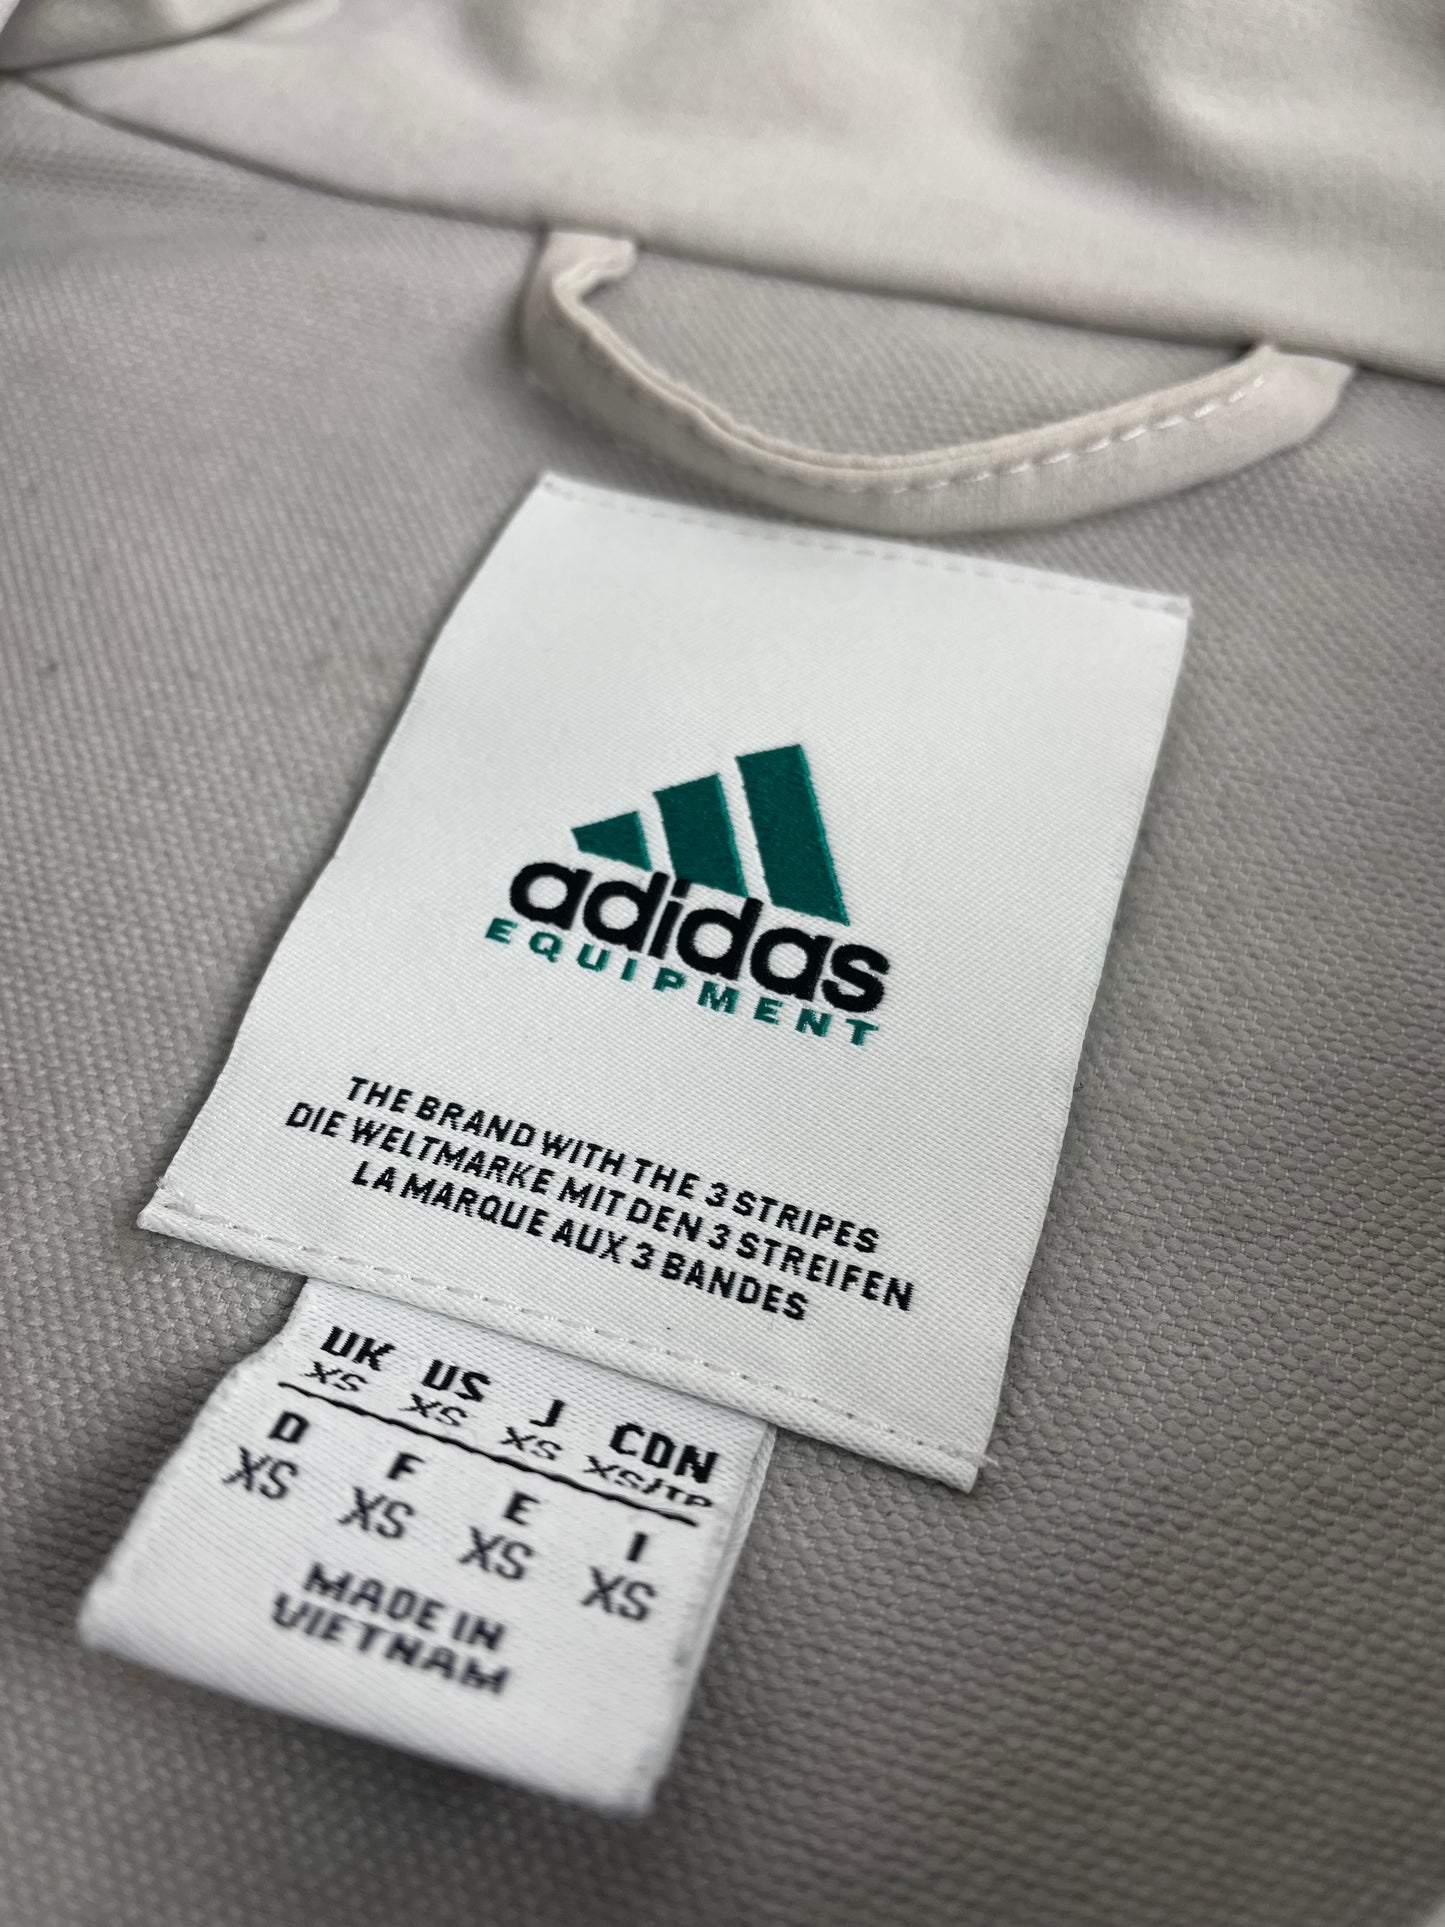 adidas
EQUIPMENT
THE BRAND WITH THE 3 STRIPES
DIE WELTMARKE MIT DEN 3 STREIFEN
LA MARQUE AUX 3 BANDES
UK US J CDN
XS XS XS XS/TP
D F E I
XS XS XS XS
MADE IN
VIETNAM